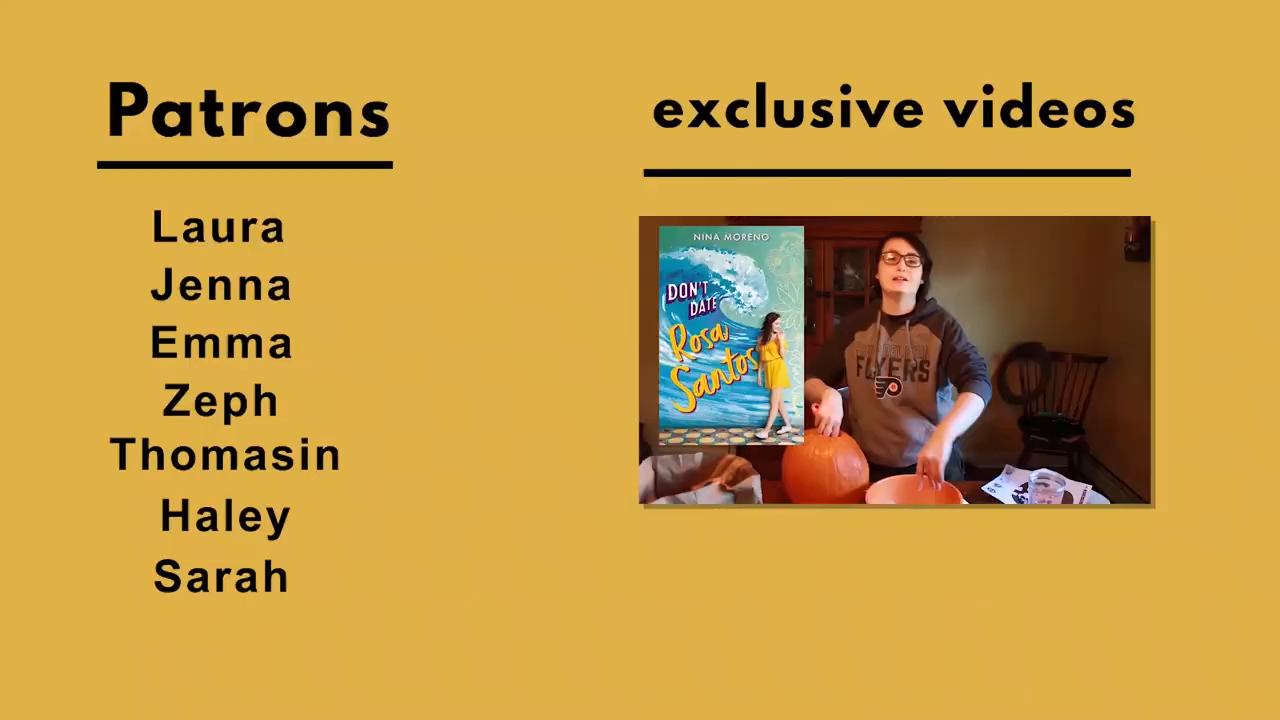 Patrons
Laura
Jenna
Emma
Zeph
Thomasin
Haley
Sarah
exclusive videos
NINA MORENO
DON'T
DATE
Rosa
Santos
FLYERS